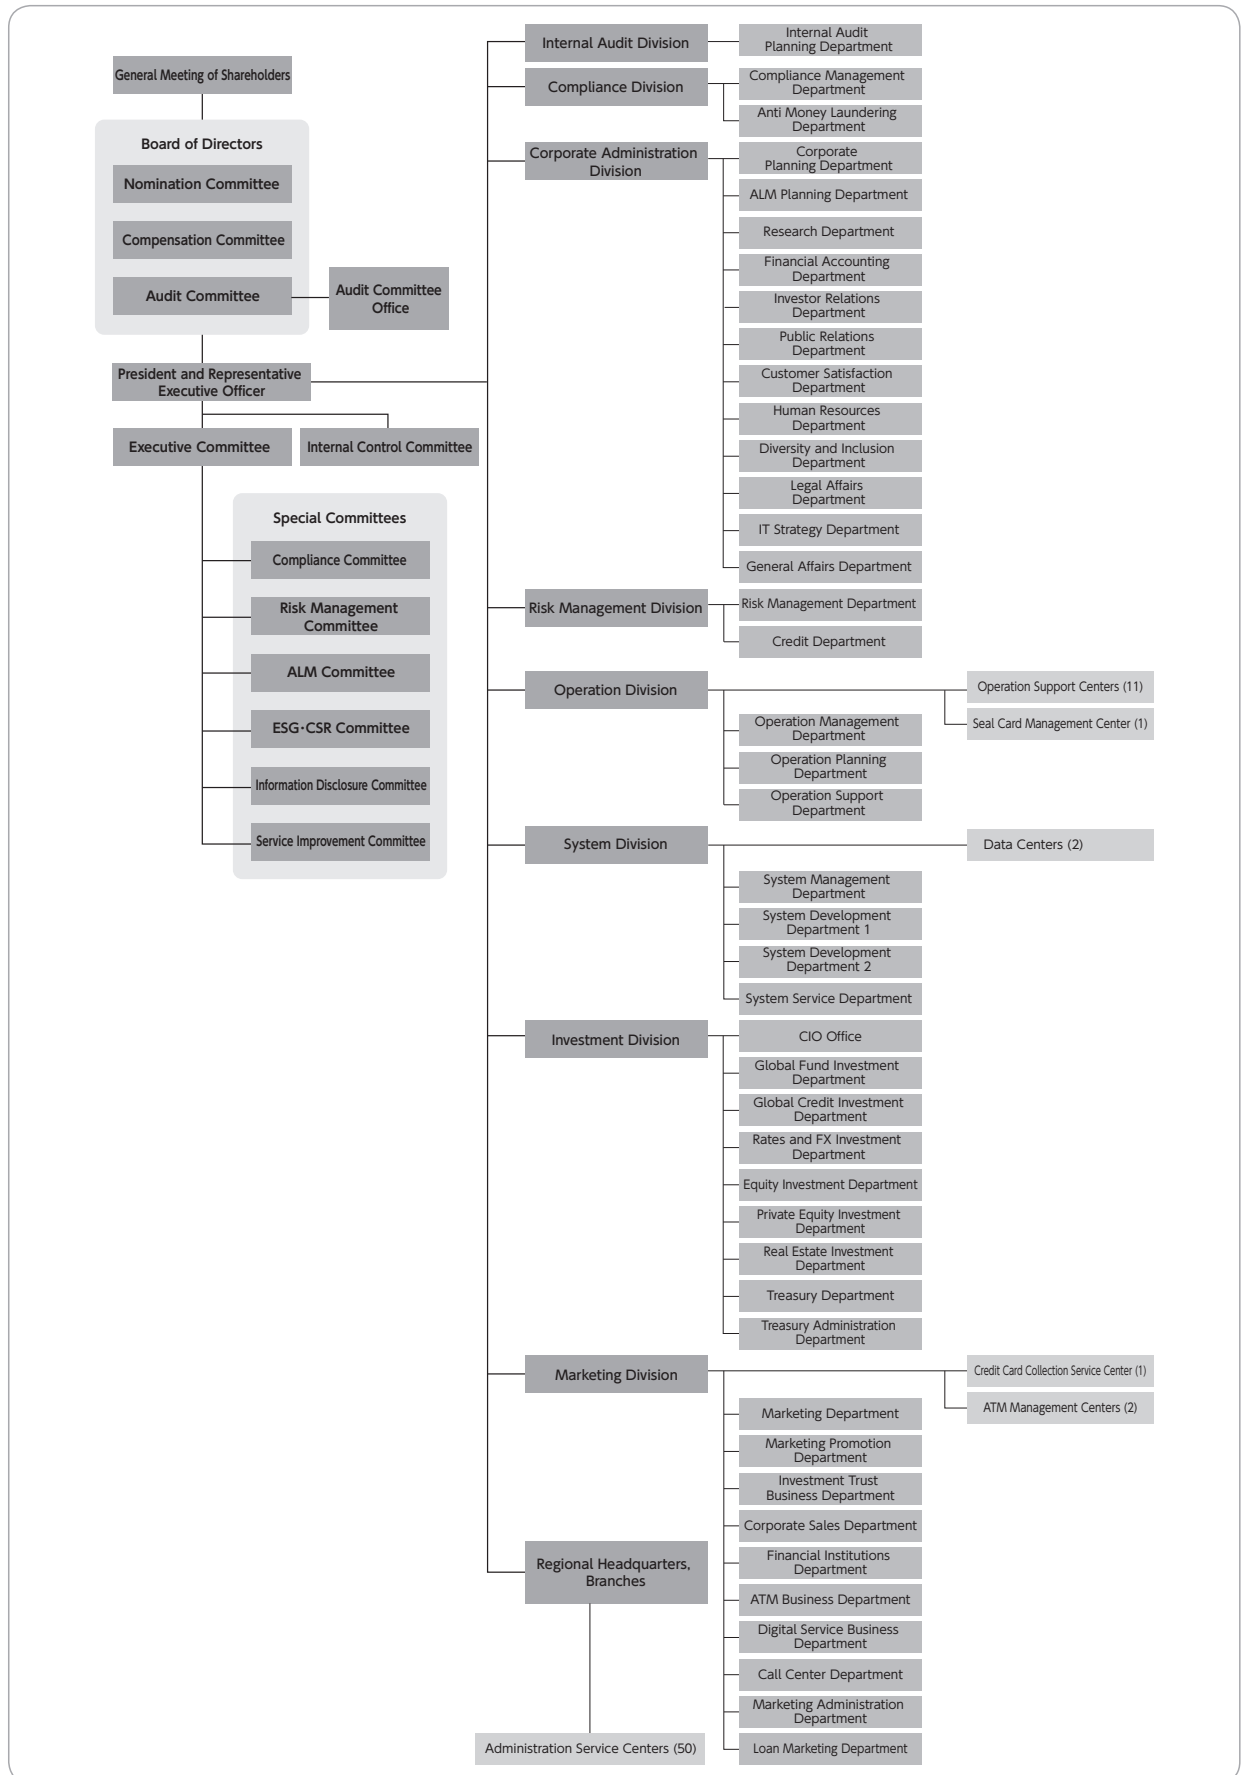 General Meeting of Shareholders
Board of Directors
Nomination Committee
Compensation Committee
Audit Committee
Audit Committee
Office
President and Representative
Executive Officer
Executive Committee
Internal Control Committee
Special Committees
Compliance Committee
Risk Management
Committee
ALM Committee
ESG・CSR Committee
Information Disclosure Committee
Service Improvement Committee
Internal Audit Division
Internal Audit
Planning Department
Compliance Division
Compliance Management
Department
Anti Money Laundering
Department
Corporate Administration
Division
Corporate
Planning Department
ALM Planning Department
Research Department
Financial Accounting
Department
Investor Relations
Department
Public Relations
Department
Customer Satisfaction
Department
Human Resources
Department
Diversity and Inclusion
Department
Legal Affairs
Department
IT Strategy Department
General Affairs Department
Risk Management Division
Risk Management Department
Credit Department
Operation Division
Operation Support Centers (11)
Seal Card Management Center (1)
Operation Management
Department
Operation Planning
Department
Operation Support
Department
System Division
Data Centers (2)
System Management
Department
System Development
Department 1
System Development
Department 2
System Service Department
Investment Division
CIO Office
Global Fund Investment
Department
Global Credit Investment
Department
Rates and FX Investment
Department
Equity Investment Department
Private Equity Investment
Department
Real Estate Investment
Department
Treasury Department
Treasury Administration
Department
Marketing Division
Credit Card Collection Service Center (1)
ATM Management Centers (2)
Marketing Department
Marketing Promotion
Department
Investment Trust
Business Department
Corporate Sales Department
Financial Institutions
Department
ATM Business Department
Digital Service Business
Department
Call Center Department
Marketing Administration
Department
Loan Marketing Department
Regional Headquarters,
Branches
Administration Service Centers (50)